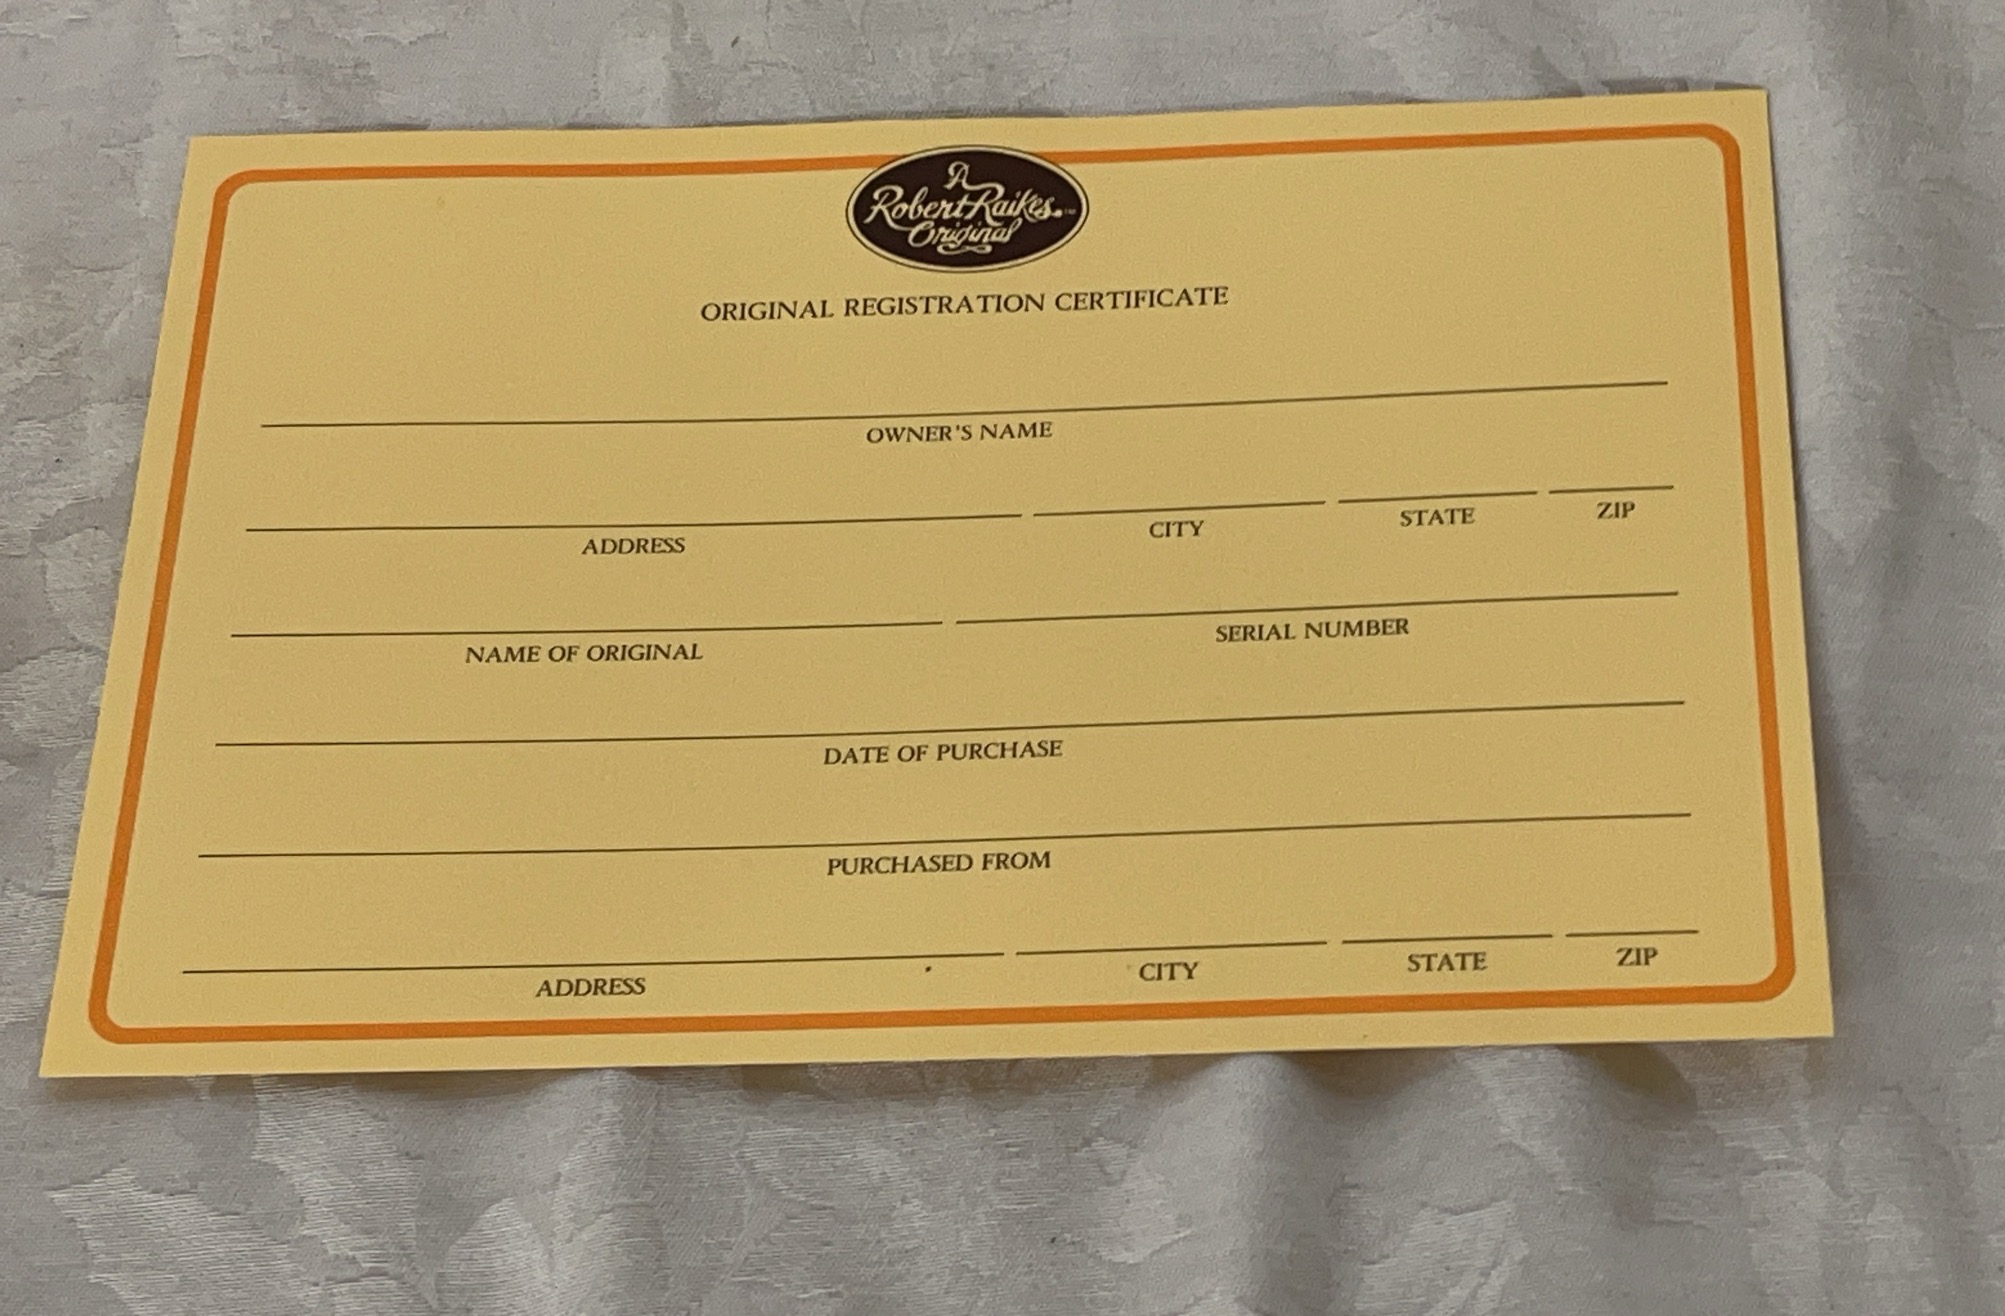 A
Robert Raikes™
Original
ORIGINAL REGISTRATION CERTIFICATE
OWNER'S NAME
ADDRESS CITY STATE ZIP
NAME OF ORIGINAL SERIAL NUMBER
DATE OF PURCHASE
PURCHASED FROM
ADDRESS CITY STATE ZIP